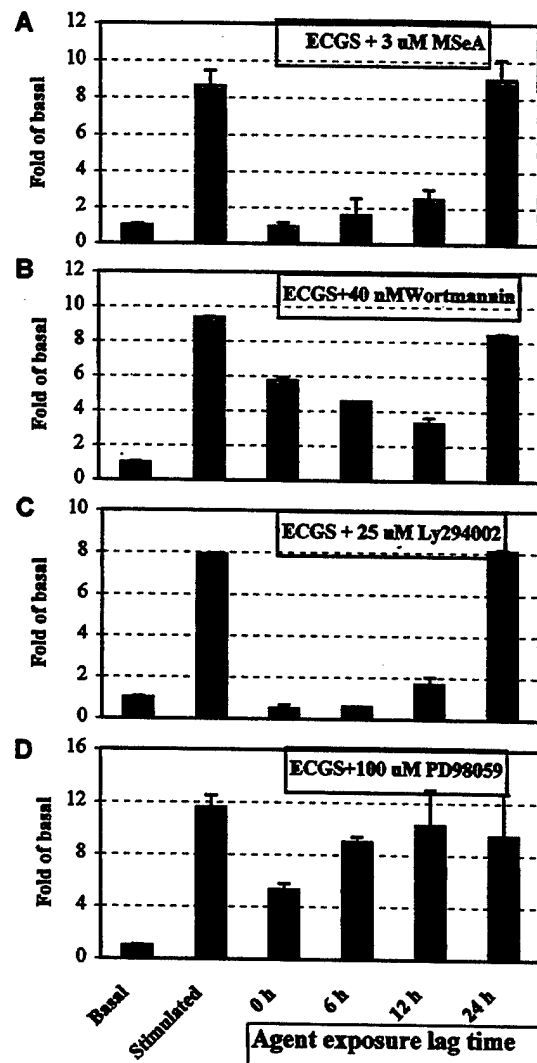 A
12
10
8
6
4
2
0
Fold of basal
ECGS + 3 uM MSeA
B
12
10
8
6
4
2
0
Fold of basal
ECGS+40 nMWortmannin
C
10
8
6
4
2
0
Fold of basal
ECGS + 25 uM Ly294002
D
16
12
8
4
0
Fold of basal
ECGS+100 uM PD98059
Basal
Stimulated
0 h
6 h
12 h
24 h
Agent exposure lag time